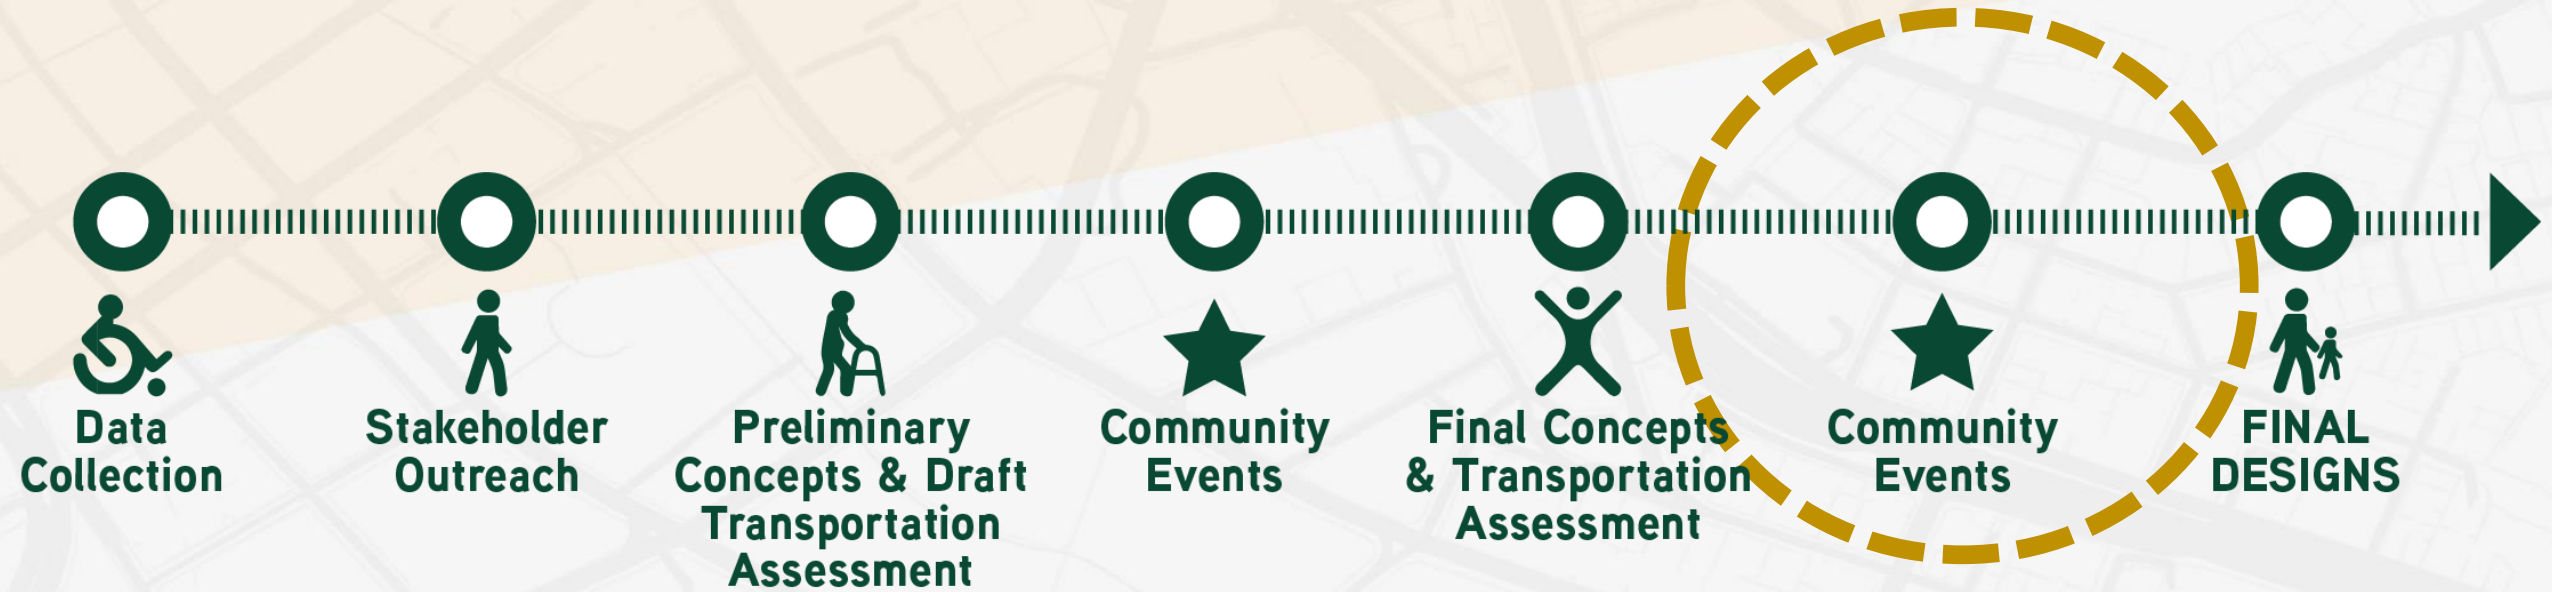 Data
Collection
Stakeholder
Outreach
Preliminary
Concepts & Draft
Transportation
Assessment
Community
Events
Final Concepts
& Transportation
Assessment
Community
Events
FINAL
DESIGNS